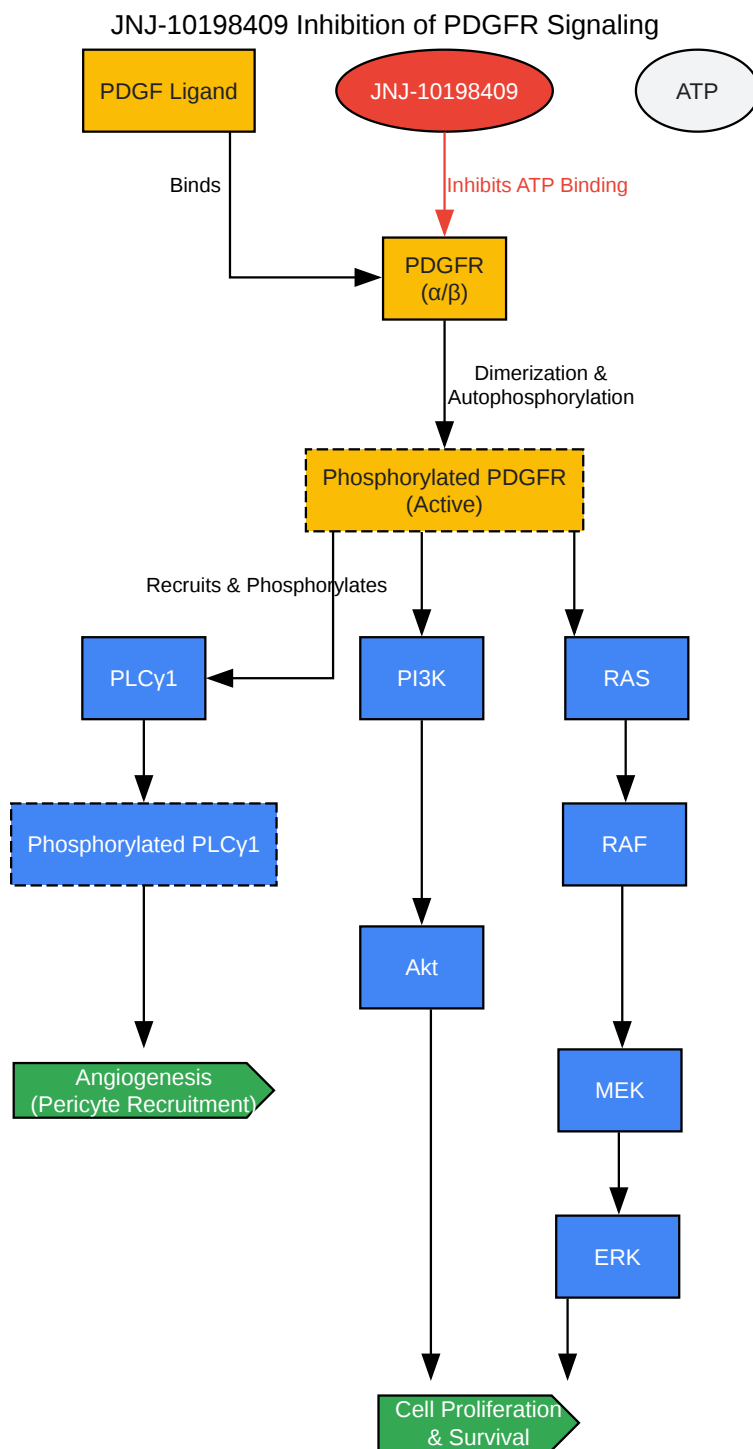 JNJ-10198409 Inhibition of PDGFR Signaling
PDGF Ligand
JNJ-10198409
ATP
Binds
Inhibits ATP Binding
PDGFR
(α/β)
Dimerization &
Autophosphorylation
Phosphorylated PDGFR
(Active)
Recruits & Phosphorylates
PLCγ1
PI3K
RAS
Phosphorylated PLCγ1
RAF
Akt
Angiogenesis
(Pericyte Recruitment)
MEK
ERK
Cell Proliferation
& Survival